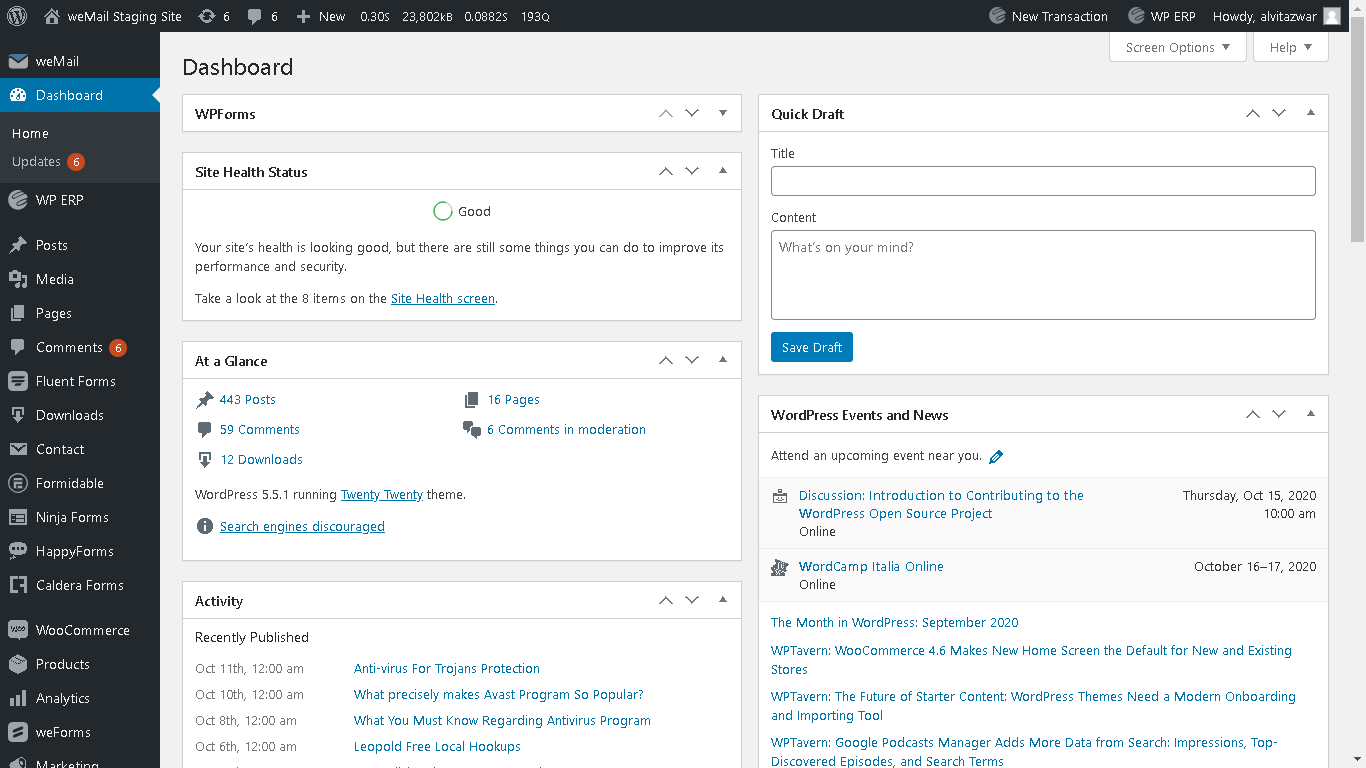 weMail Staging Site 6 6 New 0.30s 23,802kB 0.0882s 193Q New Transaction WP ERP Howdy, alvitazwar
weMail
Dashboard
Home
Updates 6
WP ERP
Posts
Media
Pages
Comments 6
Fluent Forms
Downloads
Contact
Formidable
Ninja Forms
HappyForms
Caldera Forms
WooCommerce
Products
Analytics
weForms
Marketing
Screen Options Help
Dashboard
WPForms
Site Health Status
Good
Your site's health is looking good, but there are still some things you can do to improve its
performance and security.
Take a look at the 8 items on the Site Health screen.
At a Glance
443 Posts 16 Pages
59 Comments 6 Comments in moderation
12 Downloads
WordPress 5.5.1 running Twenty Twenty theme.
Search engines discouraged
Activity
Recently Published
Oct 11th, 12:00 am Anti-virus For Trojans Protection
Oct 10th, 12:00 am What precisely makes Avast Program So Popular?
Oct 8th, 12:00 am What You Must Know Regarding Antivirus Program
Oct 6th, 12:00 am Leopold Free Local Hookups
Quick Draft
Title
Content
What's on your mind?
Save Draft
WordPress Events and News
Attend an upcoming event near you.
Discussion: Introduction to Contributing to the Thursday, Oct 15, 2020
WordPress Open Source Project 10:00 am
Online
WordCamp Italia Online October 16–17, 2020
Online
The Month in WordPress: September 2020
WPTavern: WooCommerce 4.6 Makes New Home Screen the Default for New and Existing
Stores
WPTavern: The Future of Starter Content: WordPress Themes Need a Modern Onboarding
and Importing Tool
WPTavern: Google Podcasts Manager Adds More Data from Search: Impressions, Top-
Discovered Episodes, and Search Terms